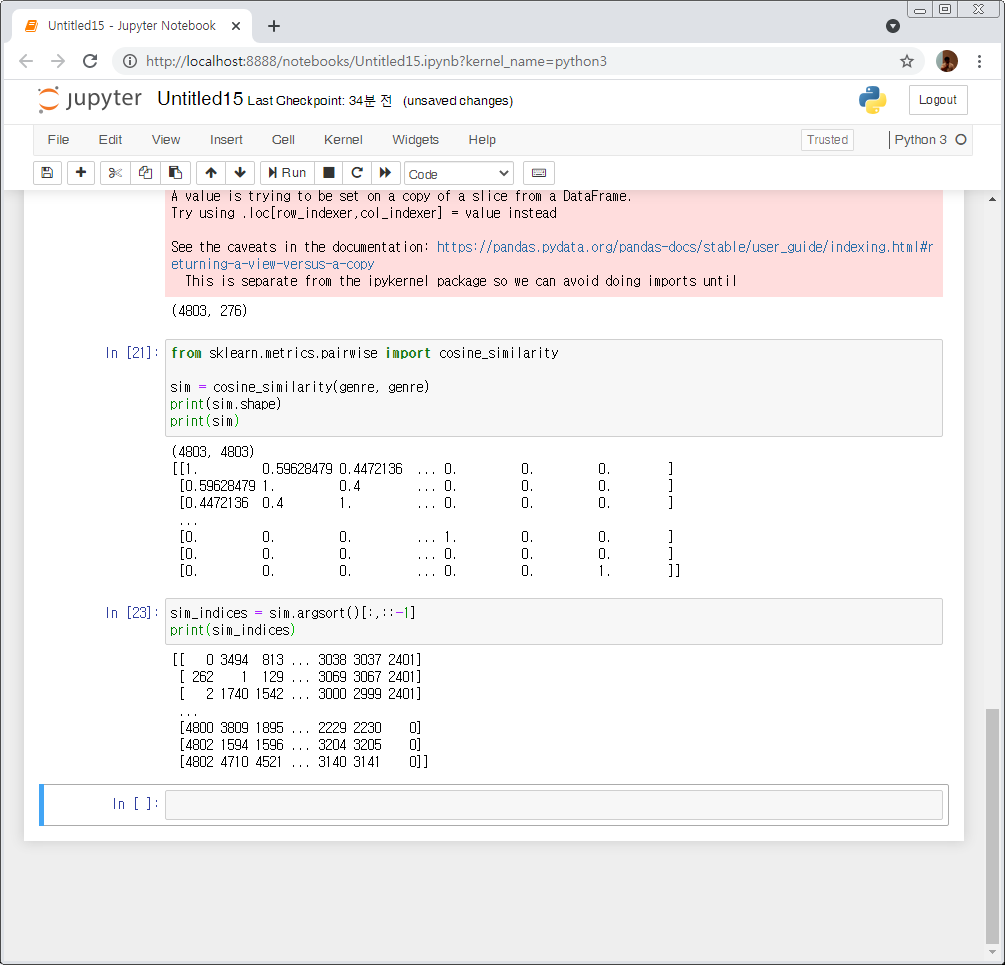 Untitled15 - Jupyter Notebook
http://localhost:8888/notebooks/Untitled15.ipynb?kernel_name=python3
jupyter Untitled15 Last Checkpoint: 34분 전 (unsaved changes) Logout
File Edit View Insert Cell Kernel Widgets Help Trusted Python 3
Run Code
A value is trying to be set on a copy of a slice from a DataFrame.
Try using .loc[row_indexer,col_indexer] = value instead
See the caveats in the documentation: https://pandas.pydata.org/pandas-docs/stable/user_guide/indexing.html#r
eturning-a-view-versus-a-copy
This is separate from the ipykernel package so we can avoid doing imports until
(4803, 276)
In [21]: from sklearn.metrics.pairwise import cosine_similarity
sim = cosine_similarity(genre, genre)
print(sim.shape)
print(sim)
(4803, 4803)
[[1. 0.59628479 0.4472136 ... 0. 0. 0. ]
[0.59628479 1. 0.4 ... 0. 0. 0. ]
[0.4472136 0.4 1. ... 0. 0. 0. ]
...
[0. 0. 0. ... 1. 0. 0. ]
[0. 0. 0. ... 0. 0. 0. ]
[0. 0. 0. ... 0. 0. 1. ]]
In [23]: sim_indices = sim.argsort()[:,::-1]
print(sim_indices)
[[ 0 3494 813 ... 3038 3037 2401]
[ 262 1 129 ... 3069 3067 2401]
[ 2 1740 1542 ... 3000 2999 2401]
...
[4800 3809 1895 ... 2229 2230 0]
[4802 1594 1596 ... 3204 3205 0]
[4802 4710 4521 ... 3140 3141 0]]
In [ ]: